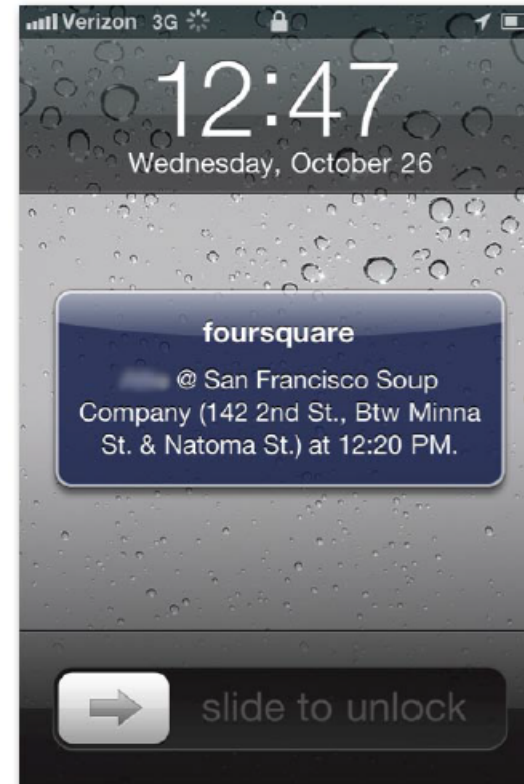 Verizon 3G
12:47
Wednesday, October 26
foursquare
@ San Francisco Soup
Company (142 2nd St., Btw Minna
St. & Natoma St.) at 12:20 PM.
slide to unlock